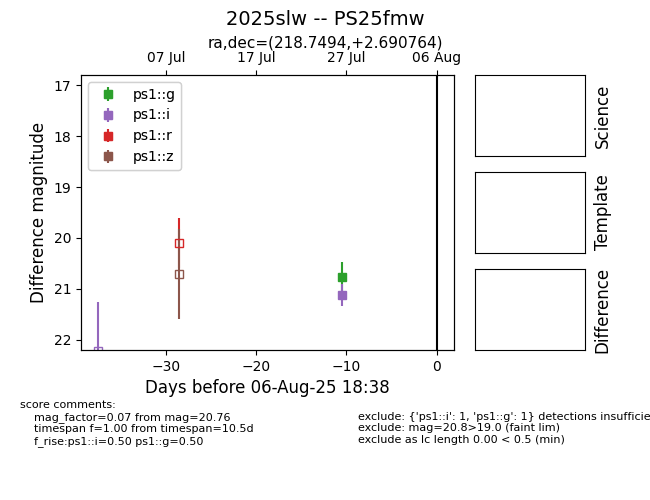 2025slw -- PS25fmw
ra,dec=(218.7494,+2.690764)
07 Jul 17 Jul 27 Jul 06 Aug
ps1::g
ps1::i
ps1::r
ps1::z
17
18
19
20
21
22
Difference magnitude
−30 −20 −10 0
Days before 06-Aug-25 18:38
Science
Template
Difference
score comments:
mag_factor=0.07 from mag=20.76
timespan f=1.00 from timespan=10.5d
f_rise:ps1::i=0.50 ps1::g=0.50
exclude: {'ps1::i': 1, 'ps1::g': 1} detections insufficie
exclude: mag=20.8>19.0 (faint lim)
exclude as lc length 0.00 < 0.5 (min)